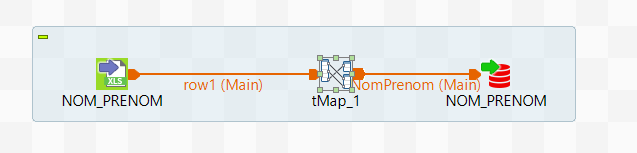 XLS
row1 (Main)
NomPrenom (Main)
NOM_PRENOM
tMap_1
NOM_PRENOM